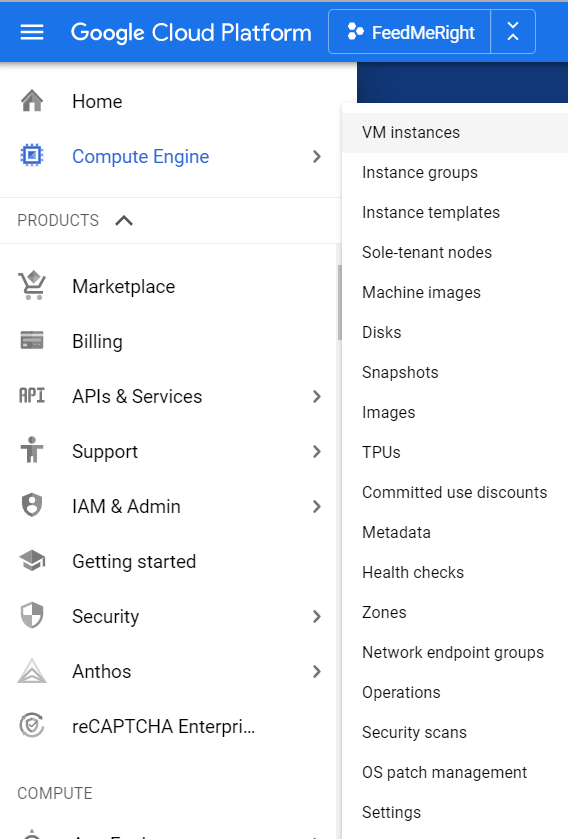 Google Cloud Platform
FeedMeRight
Home
Compute Engine
PRODUCTS
Marketplace
Billing
API
APIs & Services
Support
IAM & Admin
Getting started
Security
Anthos
reCAPTCHA Enterpri...
COMPUTE
VM instances
Instance groups
Instance templates
Sole-tenant nodes
Machine images
Disks
Snapshots
Images
TPUs
Committed use discounts
Metadata
Health checks
Zones
Network endpoint groups
Operations
Security scans
OS patch management
Settings